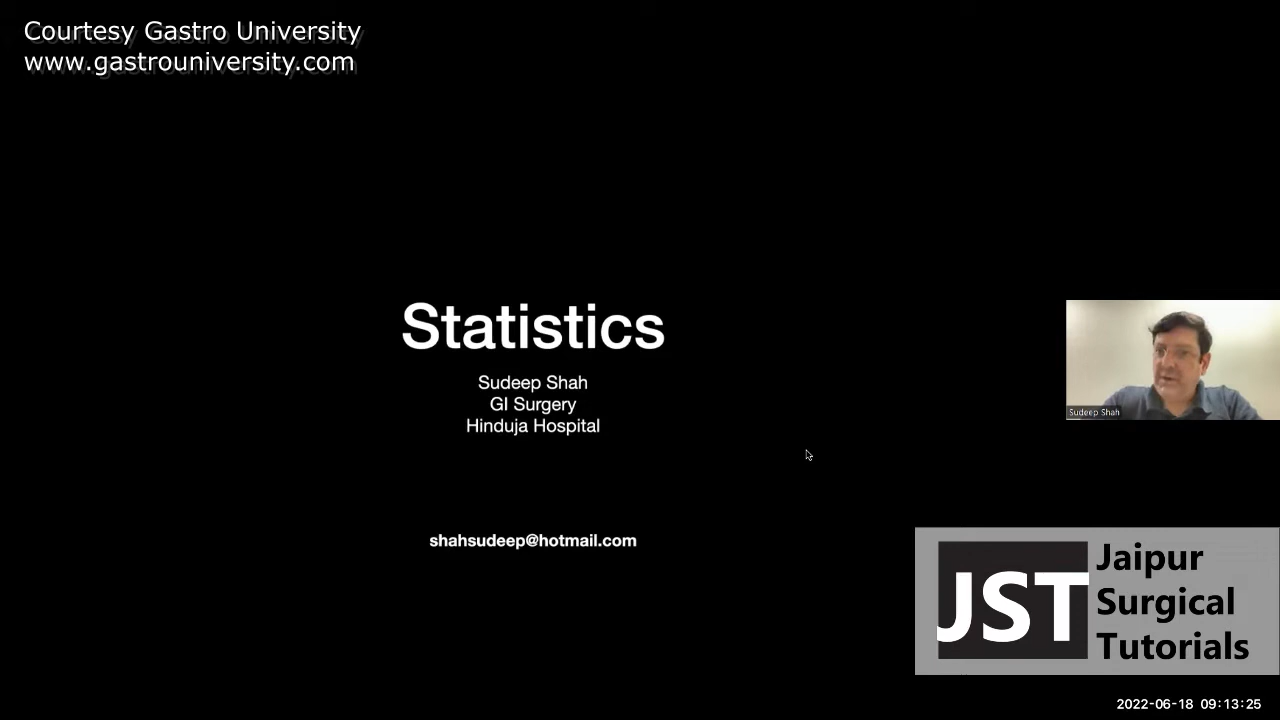 Courtesy Gastro University
www.gastrouniversity.com
Statistics
Sudeep Shah
GI Surgery
Hinduja Hospital
shahsudeep@hotmail.com
Sudeep Shah
JST
Jaipur
Surgical
Tutorials
2022-06-18 09:13:25